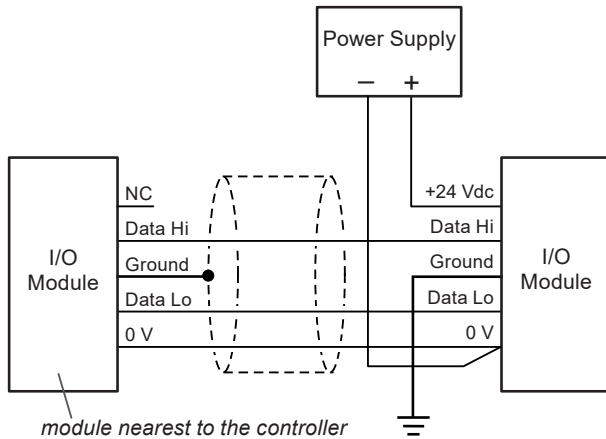 Power Supply
− +
NC
Data Hi
Ground
Data Lo
0 V
I/O
Module
+24 Vdc
Data Hi
Ground
Data Lo
0 V
I/O
Module
module nearest to the controller